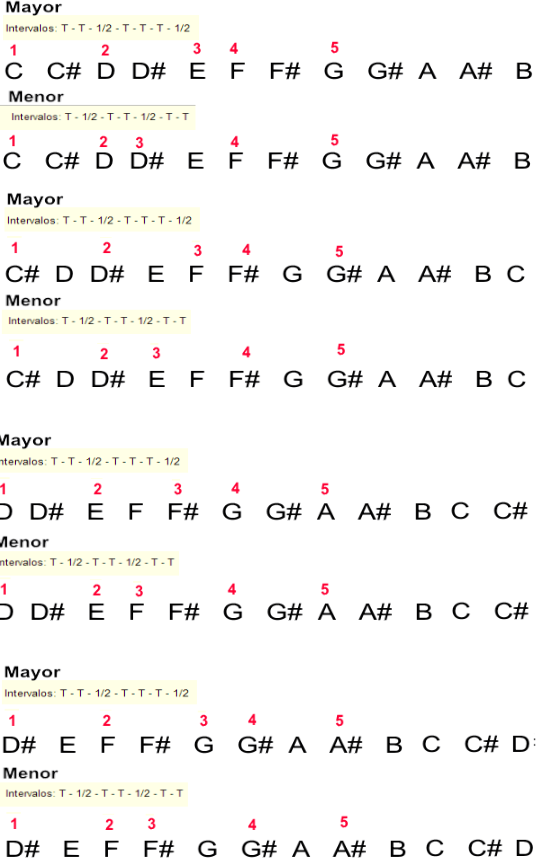 Mayor
Intervalos: T - T - 1/2 - T - T - T - 1/2
1 2 3 4 5
C C# D D# E F F# G G# A A# B
Menor
Intervalos: T - 1/2 - T - T - 1/2 - T - T
1 2 3 4 5
C C# D D# E F F# G G# A A# B
Mayor
Intervalos: T - T - 1/2 - T - T - T - 1/2
1 2 3 4 5
C# D D# E F F# G G# A A# B C
Menor
Intervalos: T - 1/2 - T - T - 1/2 - T - T
1 2 3 4 5
C# D D# E F F# G G# A A# B C
Mayor
ntervalos: T - T - 1/2 - T - T - T - 1/2
1 2 3 4 5
D D# E F F# G G# A A# B C C#
Menor
ntervalos: T - 1/2 - T - T - 1/2 - T - T
1 2 3 4 5
D D# E F F# G G# A A# B C C#
Mayor
Intervalos: T - T - 1/2 - T - T - T - 1/2
1 2 3 4 5
D# E F F# G G# A A# B C C# D
Menor
Intervalos: T - 1/2 - T - T - 1/2 - T - T
1 2 3 4 5
D# E F F# G G# A A# B C C# D